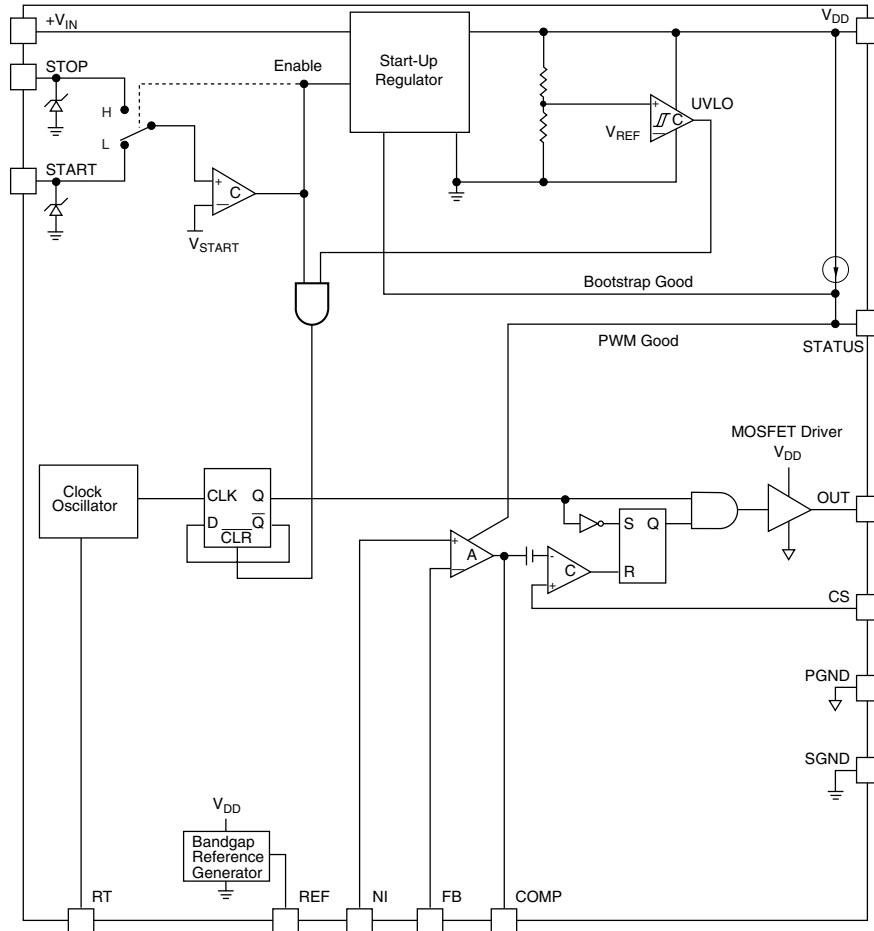 +VIN
VDD
STOP
Start-Up
Regulator
Enable
H
L
+
UVLO
C
VREF
−
START
+
C
−
VSTART
Bootstrap Good
PWM Good
STATUS
MOSFET Driver
VDD
Clock
Oscillator
CLK Q
D Q
CLR
OUT
S Q
R
+
A
−
-
C
+
CS
PGND
SGND
VDD
Bandgap
Reference
Generator
RT
REF
NI
FB
COMP